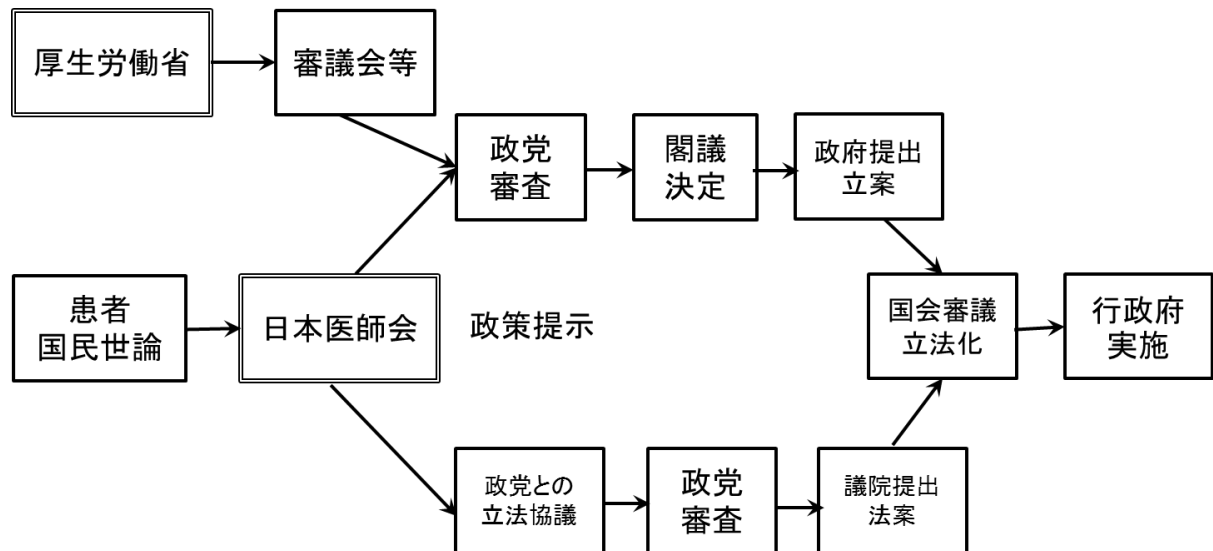 厚生労働省
審議会等
政党
審査
閣議
決定
政府提出
立案
患者
国民世論
日本医師会
政策提示
国会審議
立法化
行政府
実施
政党との
立法協議
政党
審査
議院提出
法案